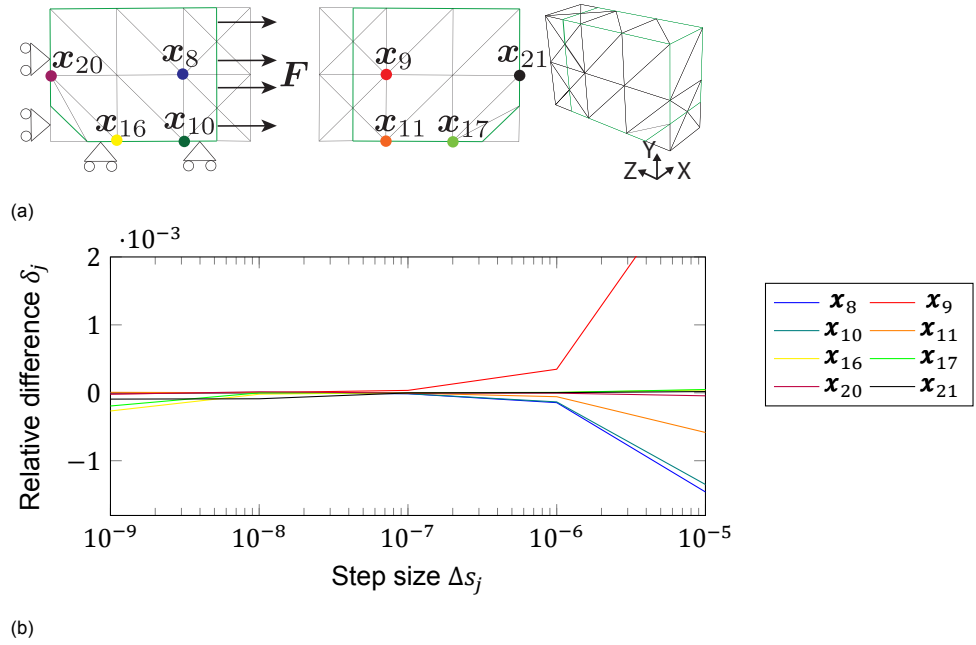 x20 x8 F x9 x21
x16 x10 x11 x17
Y
Z X
(a)
·10⁻³
2
1
0
−1
Relative difference δj
10⁻⁹ 10⁻⁸ 10⁻⁷ 10⁻⁶ 10⁻⁵
Step size Δsj
x8 x9
x10 x11
x16 x17
x20 x21
(b)